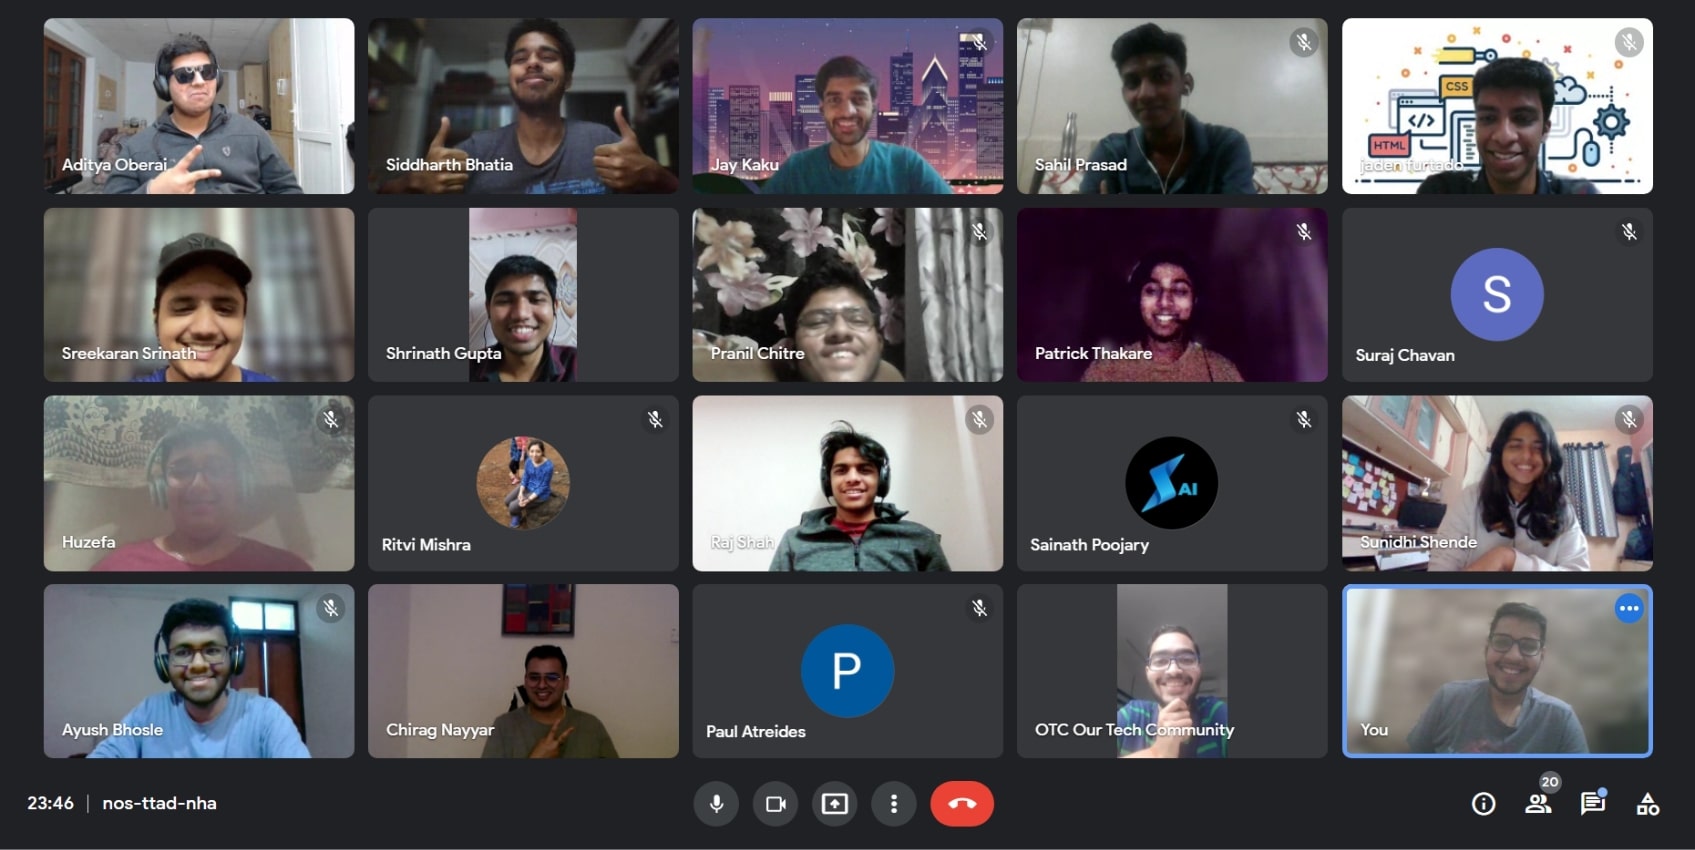 Aditya Oberai
Siddharth Bhatia
Jay Kaku
Sahil Prasad
CSS
</>
HTML
jaden furtado
Sreekaran Srinath
Shrinath Gupta
Pranil Chitre
Patrick Thakare
S
Suraj Chavan
Huzefa
Ritvi Mishra
Raj Shah
AI
Sainath Poojary
Sunidhi Shende
Ayush Bhosle
Chirag Nayyar
P
Paul Atreides
OTC Our Tech Community
You
23:46 | nos-ttad-nha
20